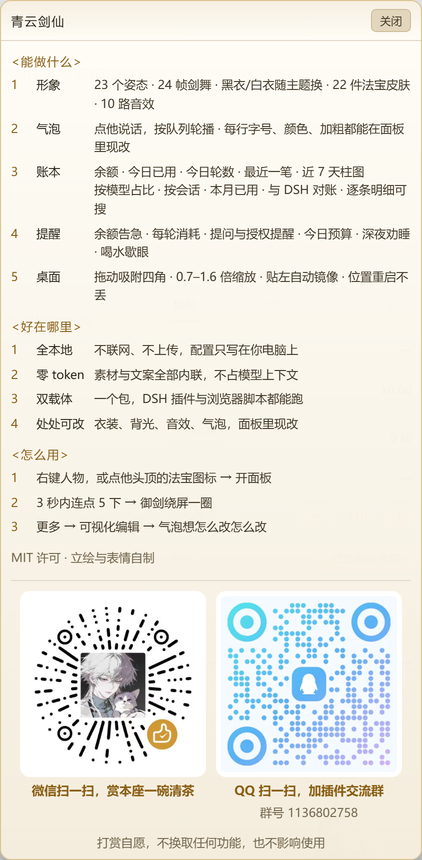 青云剑仙
关闭
<能做什么>
1 形象 23 个姿态 · 24 帧剑舞 · 黑衣/白衣随主题换 · 22 件法宝皮肤
· 10 路音效
2 气泡 点他说话，按队列轮播 · 每行字号、颜色、加粗都能在面板
里现改
3 账本 余额 · 今日已用 · 今日轮数 · 最近一笔 · 近 7 天柱图
按模型占比 · 按会话 · 本月已用 · 与 DSH 对账 · 逐条明细可
搜
4 提醒 余额告急 · 每轮消耗 · 提问与授权提醒 · 今日预算 · 深夜劝睡
· 喝水歇眼
5 桌面 拖动吸附四角 · 0.7–1.6 倍缩放 · 贴左自动镜像 · 位置重启不
丢
<好在哪里>
1 全本地 不联网、不上传，配置只写在你电脑上
2 零 token 素材与文案全部内联，不占模型上下文
3 双载体 一个包，DSH 插件与浏览器脚本都能跑
4 处处可改 衣装、背光、音效、气泡，面板里现改
<怎么用>
1 右键人物，或点他头顶的法宝图标 → 开面板
2 3 秒内连点 5 下 → 御剑绕屏一圈
3 更多 → 可视化编辑 → 气泡想怎么改怎么改
MIT 许可 · 立绘与表情自制
微信扫一扫，赏本座一碗清茶
QQ 扫一扫，加插件交流群
群号 1136802758
打赏自愿，不换取任何功能，也不影响使用